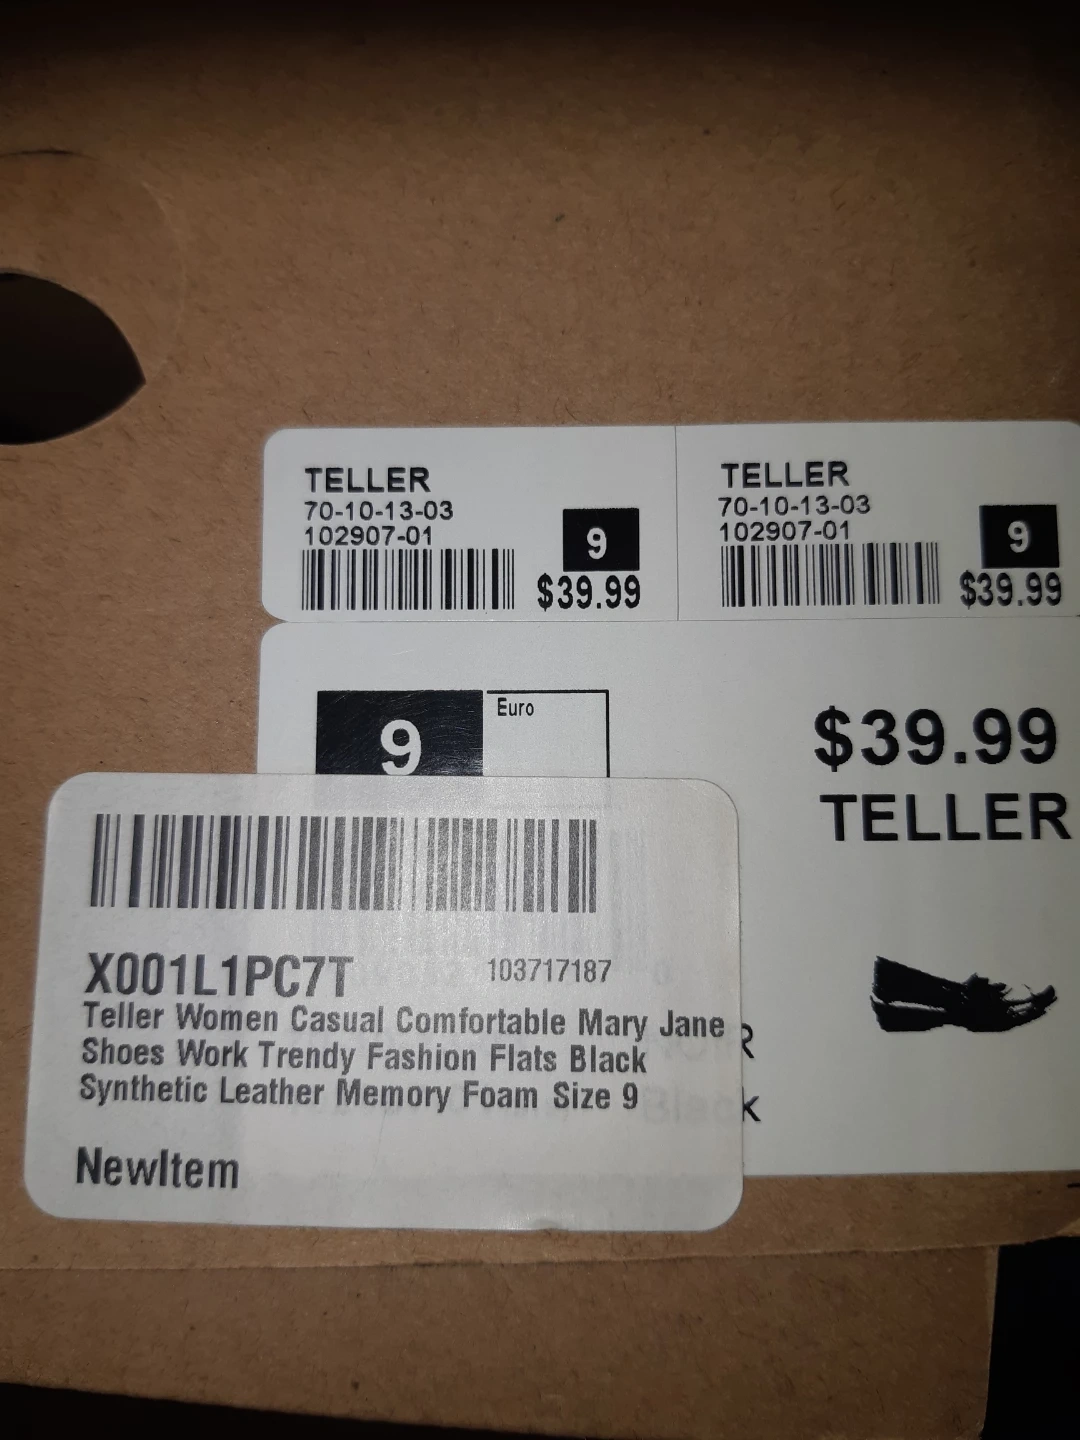 TELLER
70-10-13-03
102907-01
9
$39.99
TELLER
70-10-13-03
102907-01
9
$39.99
9
Euro
$39.99
TELLER
X001L1PC7T 103717187
Teller Women Casual Comfortable Mary Jane
Shoes Work Trendy Fashion Flats Black
Synthetic Leather Memory Foam Size 9
NewItem
Black